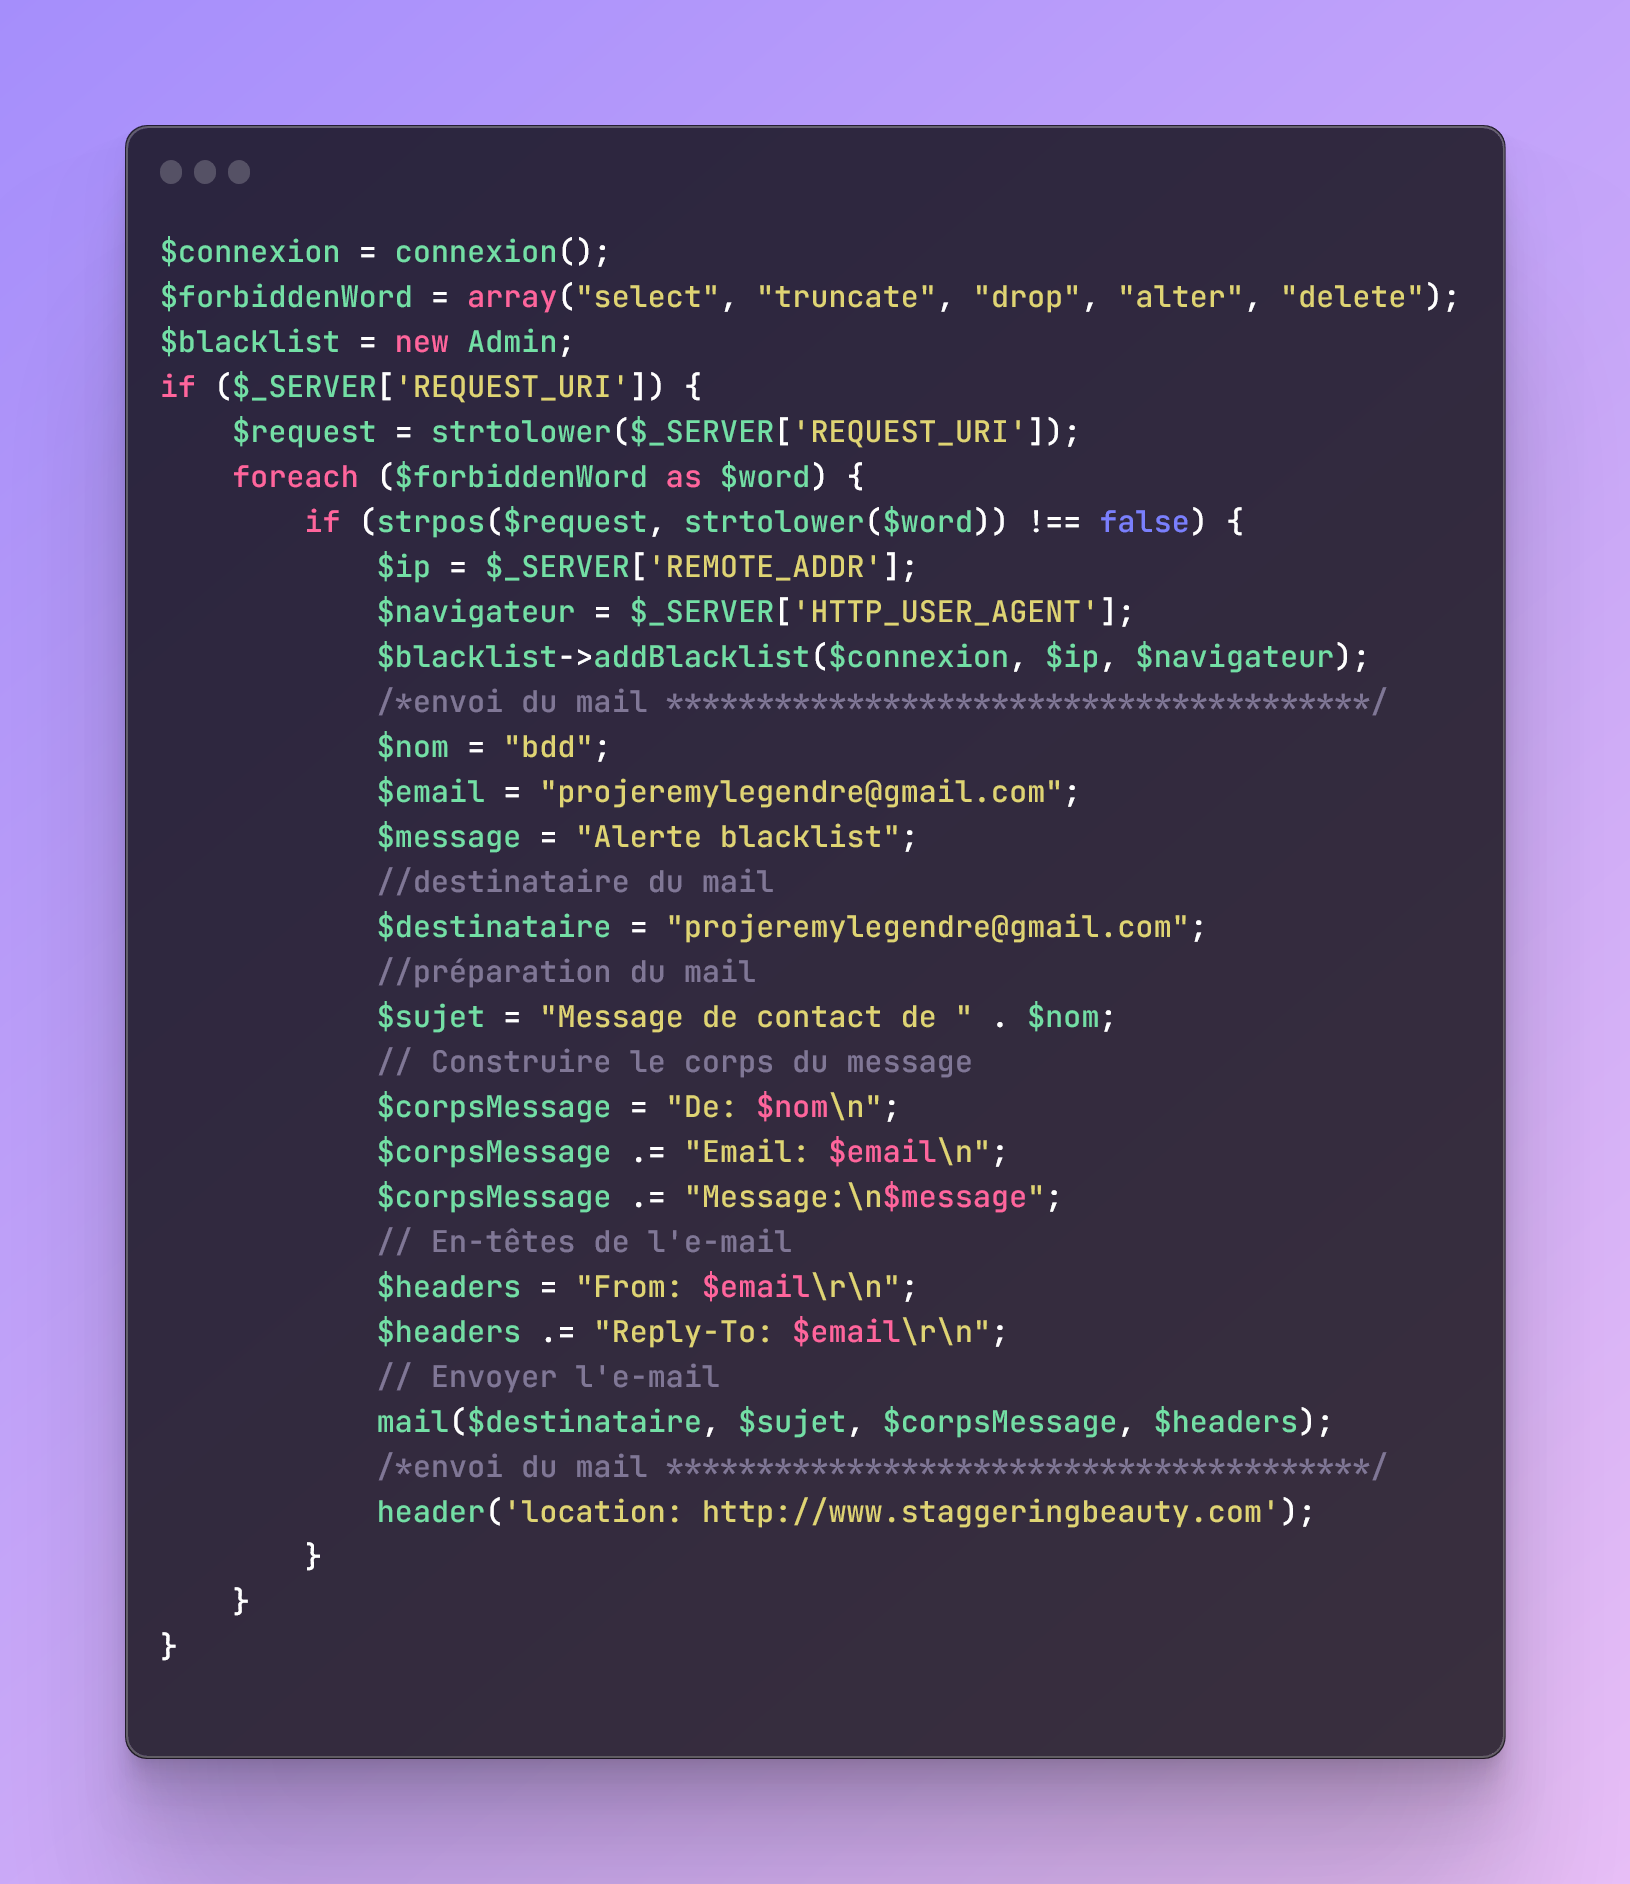 $connexion = connexion();
$forbiddenWord = array("select", "truncate", "drop", "alter", "delete");
$blacklist = new Admin;
if ($_SERVER['REQUEST_URI']) {
    $request = strtolower($_SERVER['REQUEST_URI']);
    foreach ($forbiddenWord as $word) {
        if (strpos($request, strtolower($word)) !== false) {
            $ip = $_SERVER['REMOTE_ADDR'];
            $navigateur = $_SERVER['HTTP_USER_AGENT'];
            $blacklist->addBlacklist($connexion, $ip, $navigateur);
            /*envoi du mail ***************************************/
            $nom = "bdd";
            $email = "projeremylegendre@gmail.com";
            $message = "Alerte blacklist";
            //destinataire du mail
            $destinataire = "projeremylegendre@gmail.com";
            //préparation du mail
            $sujet = "Message de contact de " . $nom;
            // Construire le corps du message
            $corpsMessage = "De: $nom\n";
            $corpsMessage .= "Email: $email\n";
            $corpsMessage .= "Message:\n$message";
            // En-têtes de l'e-mail
            $headers = "From: $email\r\n";
            $headers .= "Reply-To: $email\r\n";
            // Envoyer l'e-mail
            mail($destinataire, $sujet, $corpsMessage, $headers);
            /*envoi du mail ***************************************/
            header('location: http://www.staggeringbeauty.com');
        }
    }
}